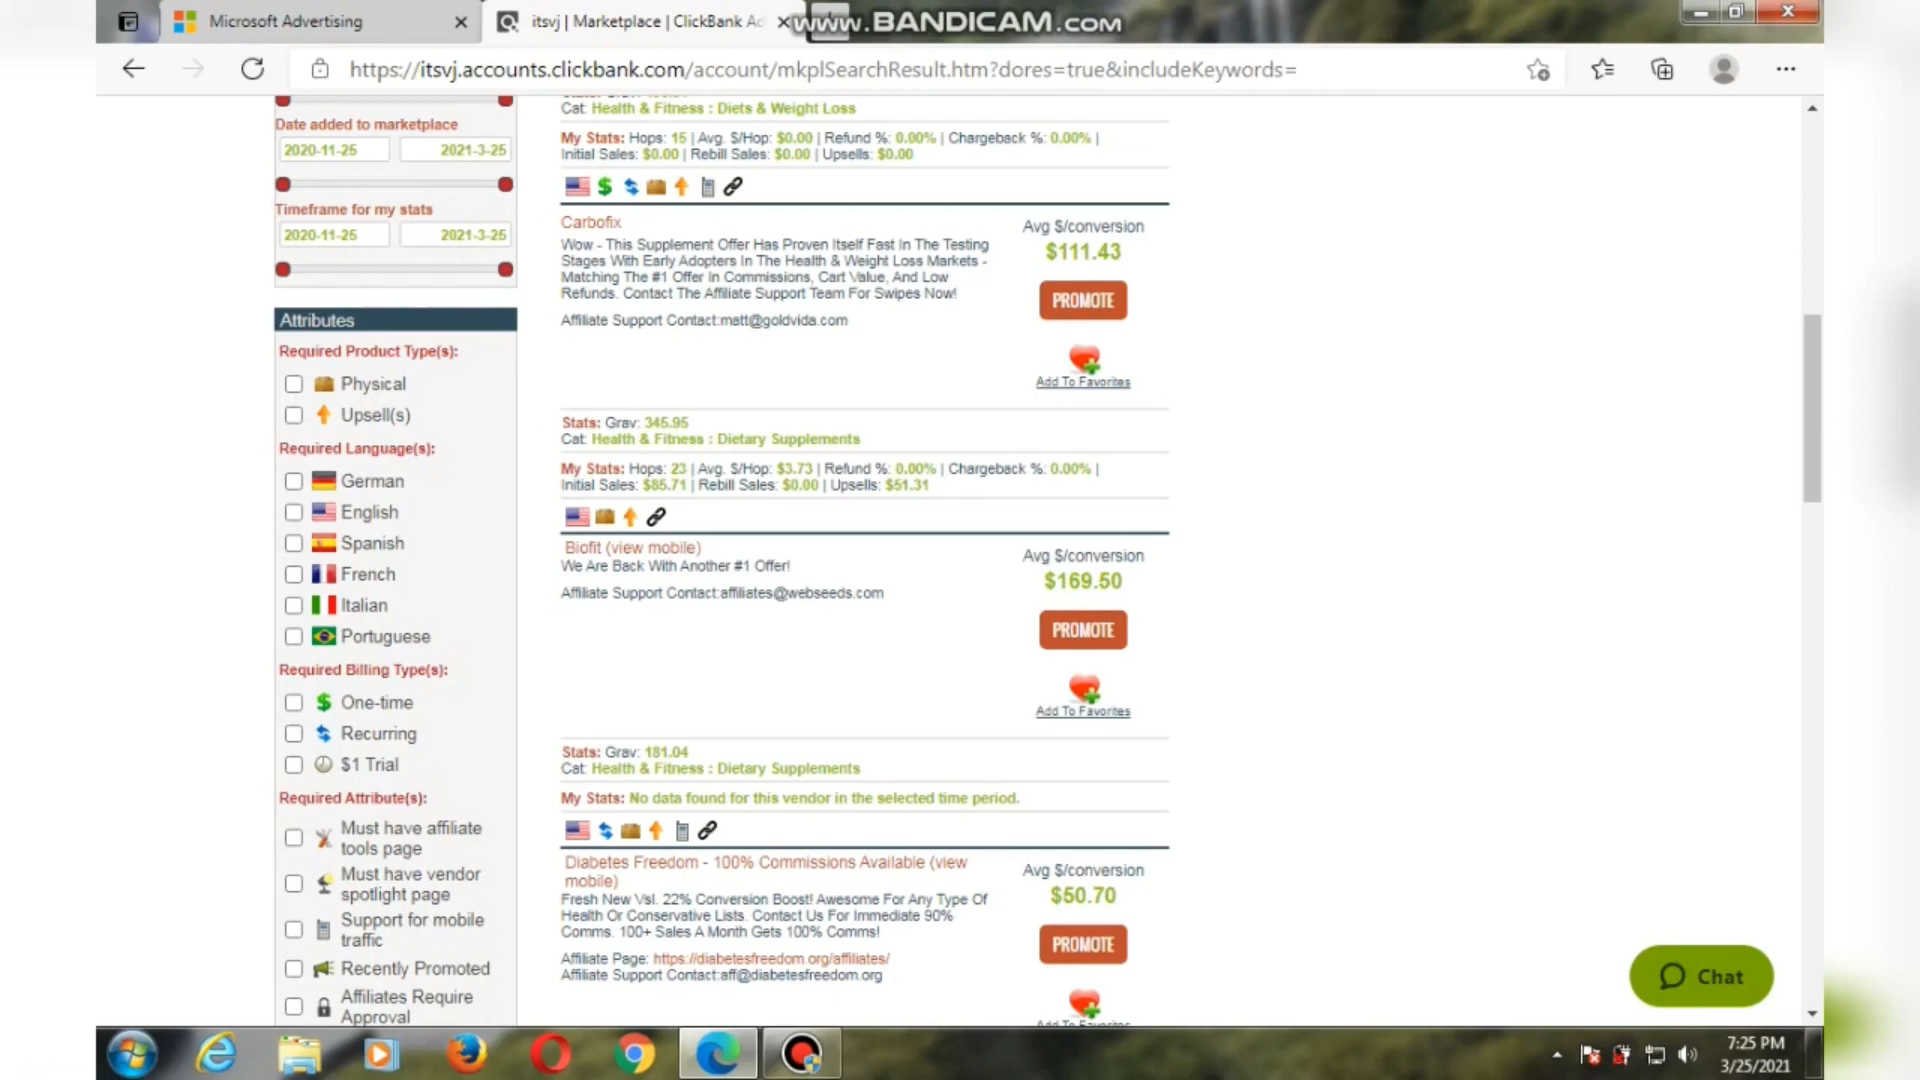 Microsoft Advertising
itsvj | Marketplace | ClickBank Ac
www.BANDICAM.com
https://itsvj.accounts.clickbank.com/account/mkplSearchResult.htm?dores=true&includeKeywords=
Date added to marketplace
2020-11-25 2021-3-25
Timeframe for my stats
2020-11-25 2021-3-25
Attributes
Required Product Type(s):
Physical
Upsell(s)
Required Language(s):
German
English
Spanish
French
Italian
Portuguese
Required Billing Type(s):
One-time
Recurring
$1 Trial
Required Attribute(s):
Must have affiliate
tools page
Must have vendor
spotlight page
Support for mobile
traffic
Recently Promoted
Affiliates Require
Approval
Cat: Health & Fitness : Diets & Weight Loss
My Stats: Hops: 15 | Avg. $/Hop: $0.00 | Refund %: 0.00% | Chargeback %: 0.00% |
Initial Sales: $0.00 | Rebill Sales: $0.00 | Upsells: $0.00
Carbofix
Wow - This Supplement Offer Has Proven Itself Fast In The Testing
Stages With Early Adopters In The Health & Weight Loss Markets -
Matching The #1 Offer In Commissions, Cart Value, And Low
Refunds. Contact The Affiliate Support Team For Swipes Now!
Affiliate Support Contact:matt@goldvida.com
Avg $/conversion
$111.43
PROMOTE
Add To Favorites
Stats: Grav: 345.95
Cat: Health & Fitness : Dietary Supplements
My Stats: Hops: 23 | Avg. $/Hop: $3.73 | Refund %: 0.00% | Chargeback %: 0.00% |
Initial Sales: $85.71 | Rebill Sales: $0.00 | Upsells: $51.31
Biofit (view mobile)
We Are Back With Another #1 Offer!
Affiliate Support Contact:affiliates@webseeds.com
Avg $/conversion
$169.50
PROMOTE
Add To Favorites
Stats: Grav: 181.04
Cat: Health & Fitness : Dietary Supplements
My Stats: No data found for this vendor in the selected time period.
Diabetes Freedom - 100% Commissions Available (view
mobile)
Fresh New Vsl. 22% Conversion Boost! Awesome For Any Type Of
Health Or Conservative Lists. Contact Us For Immediate 90%
Comms. 100+ Sales A Month Gets 100% Comms!
Affiliate Page: https://diabetesfreedom.org/affiliates/
Affiliate Support Contact:aff@diabetesfreedom.org
Avg $/conversion
$50.70
PROMOTE
Add To Favorites
Chat
7:25 PM
3/25/2021